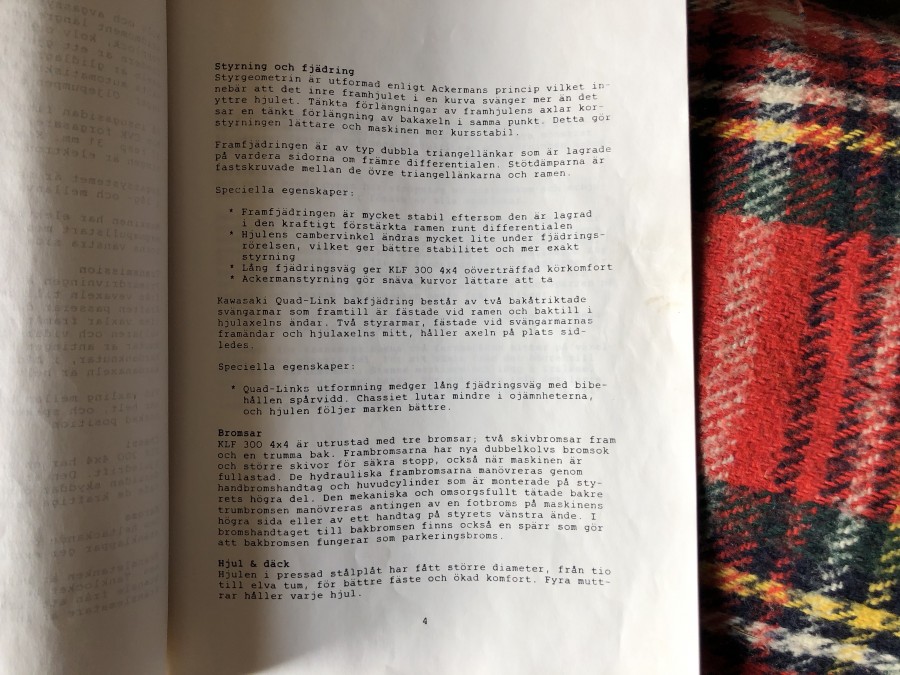 Styrning och fjädring
Styrgeometrin är utformad enligt Ackermans princip vilket in-
nebär att det inre framhjulet i en kurva svänger mer än det
yttre hjulet. Tänkta förlängningar av framhjulens axlar kor-
sar en tänkt förlängning av bakaxeln i samma punkt. Detta gör
styrningen lättare och maskinen mer kursstabil.
Framfjädringen är av typ dubbla triangellänkar som är lagrade
på vardera sidorna om främre differentialen. Stötdämparna är
fastskruvade mellan de övre triangellänkarna och ramen.
Speciella egenskaper:
* Framfjädringen är mycket stabil eftersom den är lagrad
i den kraftigt förstärkta ramen runt differentialen
* Hjulens cambervinkel ändras mycket lite under fjädrings-
rörelsen, vilket ger bättre stabilitet och mer exakt
styrning
* Lång fjädringsväg ger KLF 300 4x4 oöverträffad körkomfort
* Ackermanstyrning gör snäva kurvor lättare att ta
Kawasaki Quad-Link bakfjädring består av två bakåtriktade
svängarmar som framtill är fästade vid ramen och baktill i
hjulaxelns ändar. Två styrarmar, fästade vid svängarmarnas
framändar och hjulaxelns mitt, håller axeln på plats sid-
ledes.
Speciella egenskaper:
* Quad-Links utformning medger lång fjädringsväg med bibe-
hållen spårvidd. Chassiet lutar mindre i ojämnheterna,
och hjulen följer marken bättre.
Bromsar
KLF 300 4x4 är utrustad med tre bromsar; två skivbromsar fram
och en trumma bak. Frambromsarna har nya dubbelkolvs bromsok
och större skivor för säkra stopp, också när maskinen är
fullastad. De hydrauliska frambromsarna manövreras genom
handbromshandtag och huvudcylinder som är monterade på sty-
rets högra del. Den mekaniska och omsorgsfullt tätade bakre
trumbromsen manövreras antingen av en fotbroms på maskinens
högra sida eller av ett handtag på styrets vänstra ände. I
bromshandtaget till bakbromsen finns också en spärr som gör
att bakbromsen fungerar som parkeringsbroms.
Hjul & däck
Hjulen i pressad stålplåt har fått större diameter, från tio
till elva tum, för bättre fäste och ökad komfort. Fyra mutt-
rar håller varje hjul.
4